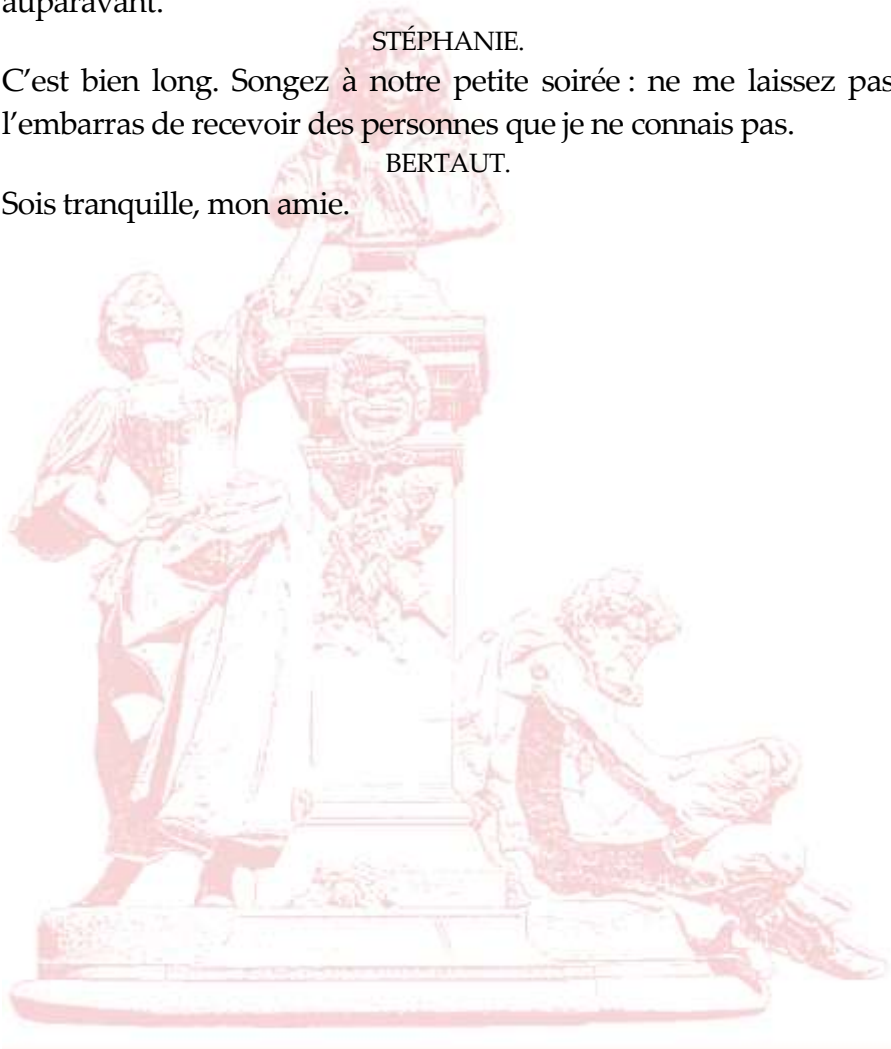 auparavant.
STÉPHANIE.
C’est bien long. Songez à notre petite soirée : ne me laissez pas
l’embarras de recevoir des personnes que je ne connais pas.
BERTAUT.
Sois tranquille, mon amie.